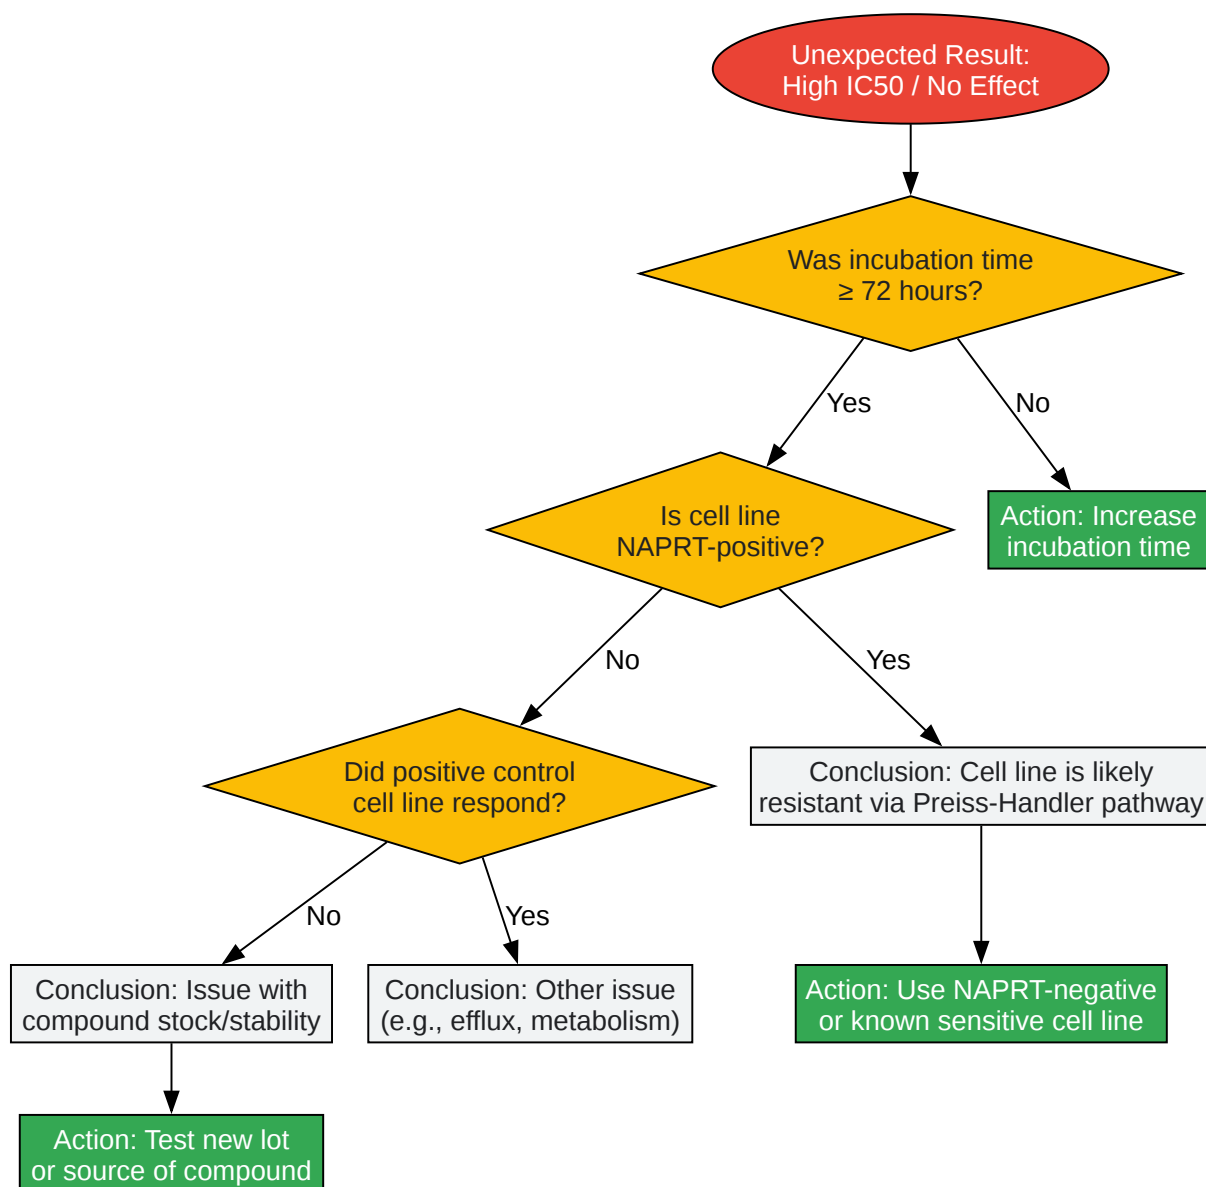 Unexpected Result:
High IC50 / No Effect
Was incubation time
≥ 72 hours?
Yes
No
Is cell line
NAPRT-positive?
Action: Increase
incubation time
No
Yes
Did positive control
cell line respond?
Conclusion: Cell line is likely
resistant via Preiss-Handler pathway
No
Yes
Conclusion: Issue with
compound stock/stability
Conclusion: Other issue
(e.g., efflux, metabolism)
Action: Use NAPRT-negative
or known sensitive cell line
Action: Test new lot
or source of compound